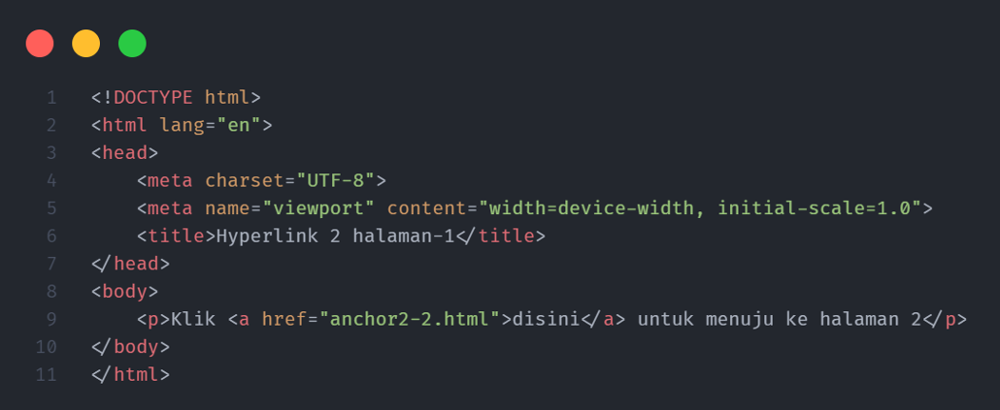 1 <!DOCTYPE html>
2 <html lang="en">
3 <head>
4     <meta charset="UTF-8">
5     <meta name="viewport" content="width=device-width, initial-scale=1.0">
6     <title>Hyperlink 2 halaman-1</title>
7 </head>
8 <body>
9     <p>Klik <a href="anchor2-2.html">disini</a> untuk menuju ke halaman 2</p>
10 </body>
11 </html>